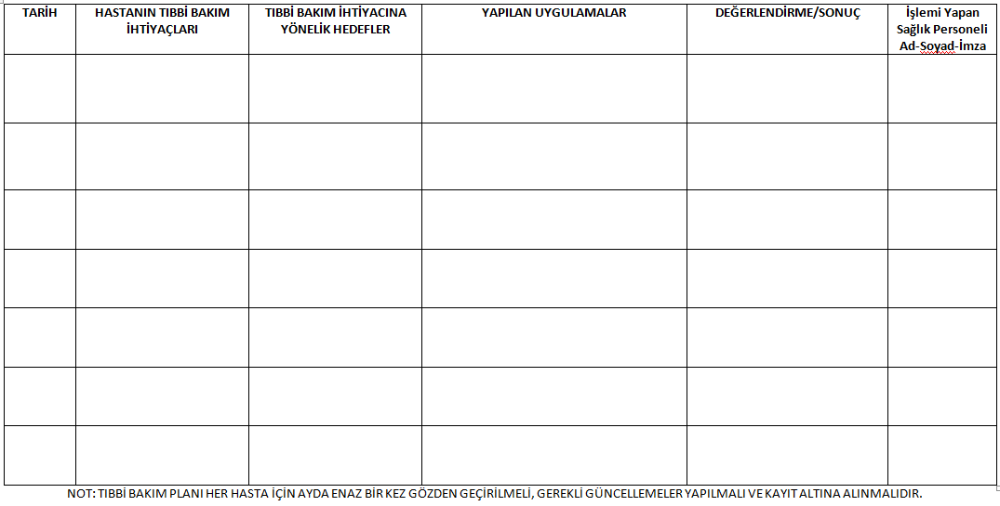 TARİH
HASTANIN TIBBİ BAKIM
İHTİYAÇLARI
TIBBİ BAKIM İHTİYACINA
YÖNELİK HEDEFLER
YAPILAN UYGULAMALAR
DEĞERLENDİRME/SONUÇ
İşlemi Yapan
Sağlık Personeli
Ad-Soyad-İmza
NOT: TIBBİ BAKIM PLANI HER HASTA İÇİN AYDA ENAZ BİR KEZ GÖZDEN GEÇİRİLMELİ, GEREKLİ GÜNCELLEMELER YAPILMALI VE KAYIT ALTINA ALINMALIDIR.